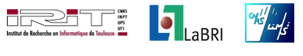 IRIT
CNRS
INPT
UPS
UT1
Institut de Recherche en Informatique de Toulouse
LaBRI